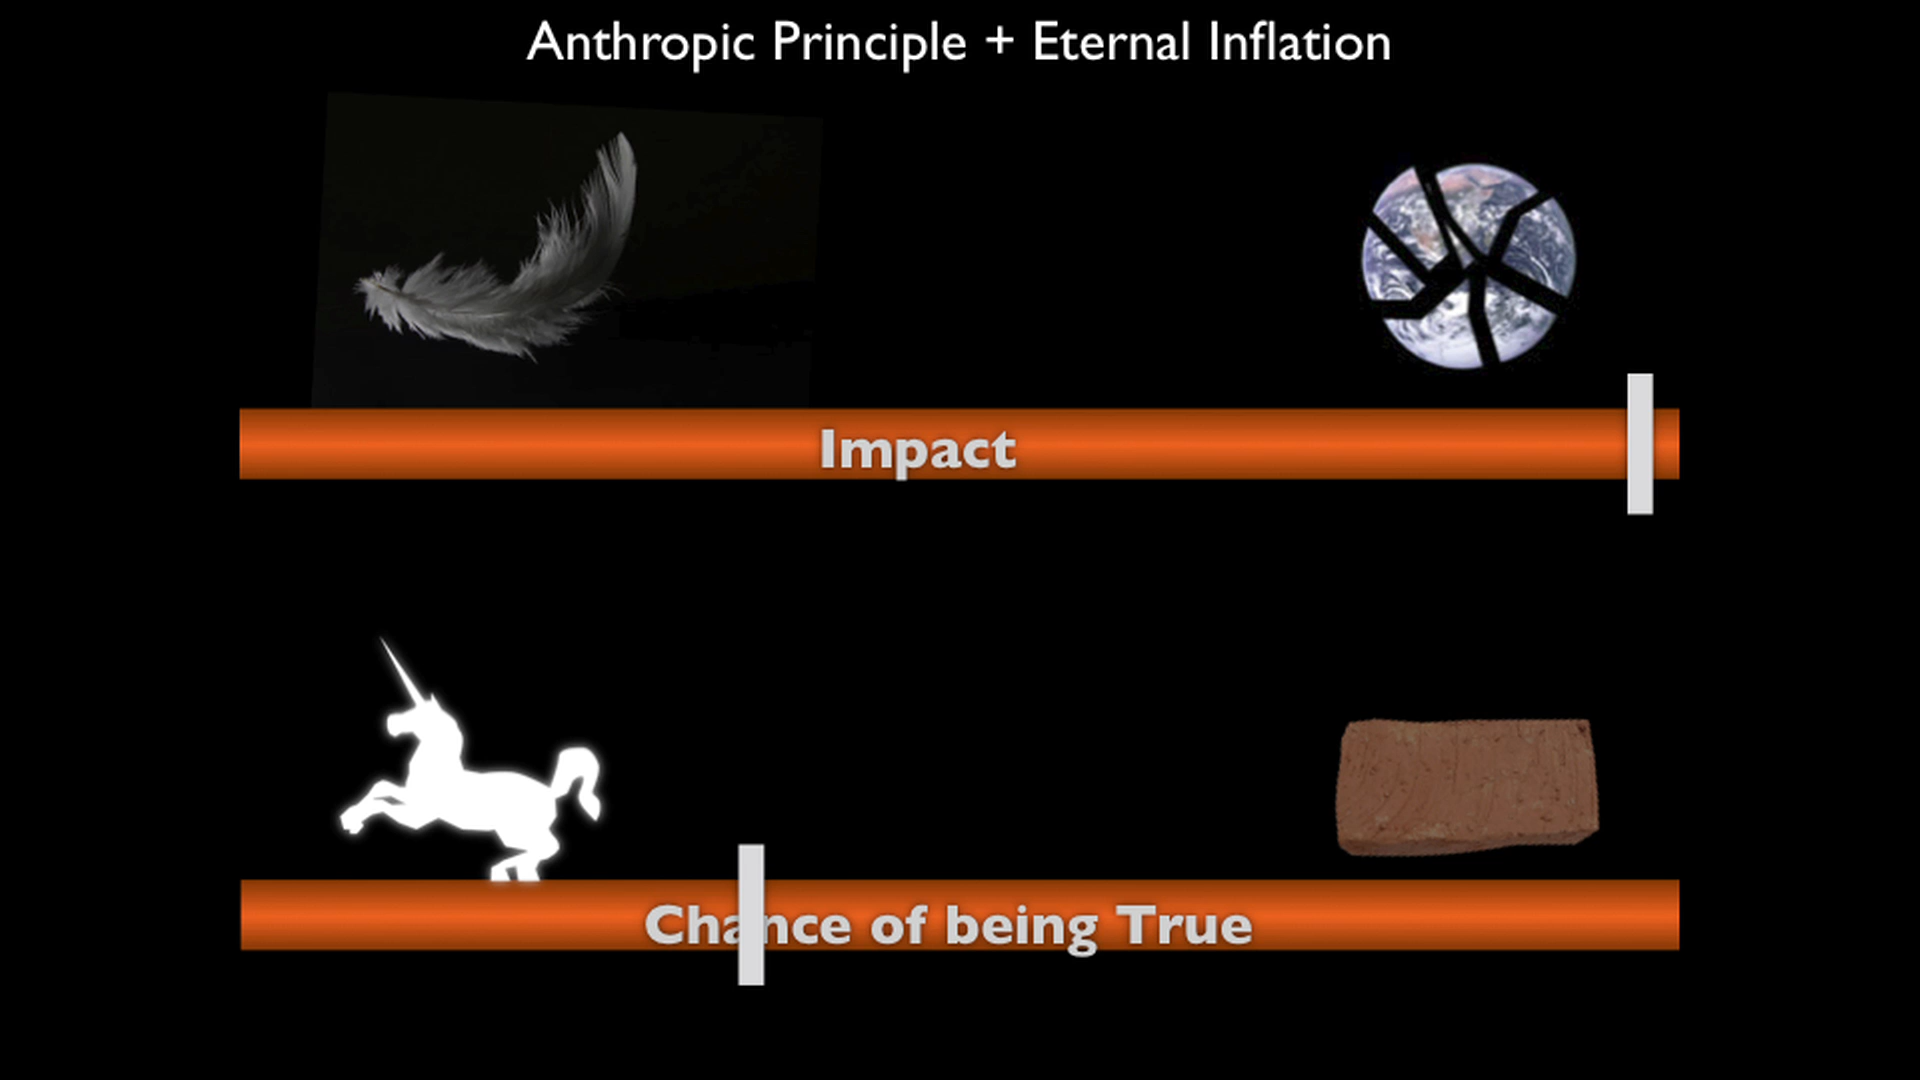 Anthropic Principle + Eternal Inflation
Impact
Chance of being True